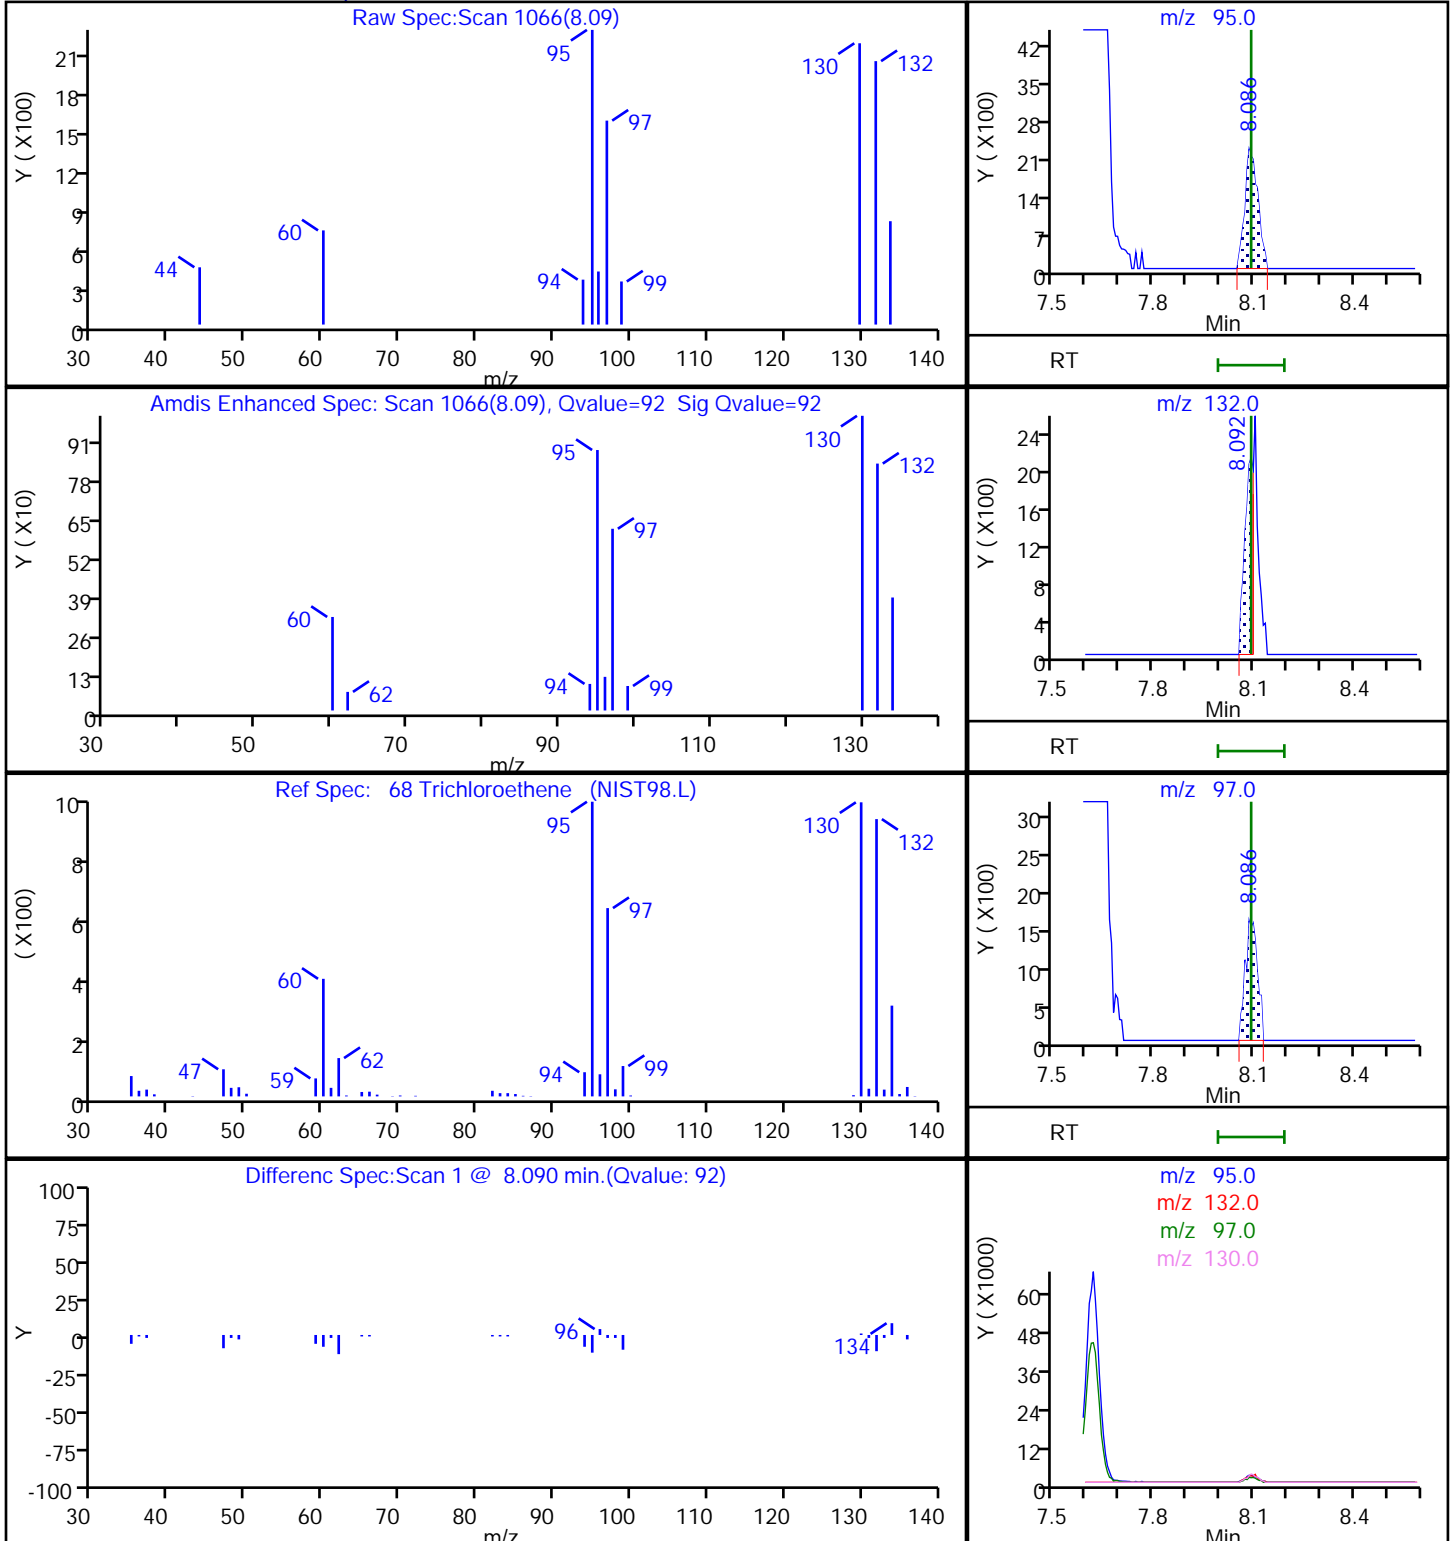 Raw Spec:Scan 1066(8.09)
Y ( X100)
21
18
15
12
9
6
3
0
95
130
132
97
60
44
94
99
30 40 50 60 70 80 90 100 110 120 130 140
m/z
m/z 95.0
Y ( X100)
42
35
28
21
14
7
0
8.086
7.5 7.8 8.1 8.4
Min
RT
Amdis Enhanced Spec: Scan 1066(8.09), Qvalue=92 Sig Qvalue=92
Y ( X10)
91
78
65
52
39
26
13
0
130
95
132
97
60
62
94
99
30 50 70 90 110 130
m/z
m/z 132.0
Y ( X100)
24
20
16
12
8
4
0
8.092
7.5 7.8 8.1 8.4
Min
RT
Ref Spec: 68 Trichloroethene (NIST98.L)
( X100)
10
8
6
4
2
0
95
130
132
97
60
62
47
59
94
99
30 40 50 60 70 80 90 100 110 120 130 140
m/z 97.0
Y ( X100)
30
25
20
15
10
5
0
8.086
7.5 7.8 8.1 8.4
Min
RT
Differenc Spec:Scan 1 @ 8.090 min.(Qvalue: 92)
Y
100
75
50
25
0
-25
-50
-75
-100
96
134
30 40 50 60 70 80 90 100 110 120 130 140
m/z
m/z 95.0
m/z 132.0
m/z 97.0
m/z 130.0
Y ( X1000)
60
48
36
24
12
0
7.5 7.8 8.1 8.4
Min